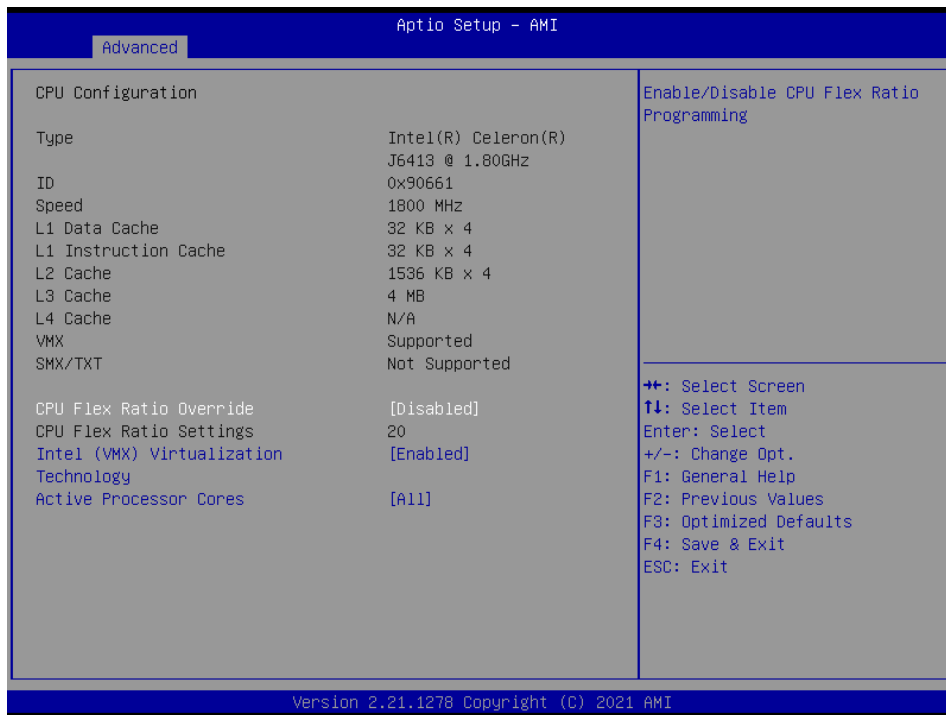 Aptio Setup - AMI
Advanced
CPU Configuration
Type Intel(R) Celeron(R)
J6413 @ 1.80GHz
ID 0x90661
Speed 1800 MHz
L1 Data Cache 32 KB x 4
L1 Instruction Cache 32 KB x 4
L2 Cache 1536 KB x 4
L3 Cache 4 MB
L4 Cache N/A
VMX Supported
SMX/TXT Not Supported
CPU Flex Ratio Override [Disabled]
CPU Flex Ratio Settings 20
Intel (VMX) Virtualization [Enabled]
Technology
Active Processor Cores [All]
Enable/Disable CPU Flex Ratio
Programming
→←: Select Screen
↑↓: Select Item
Enter: Select
+/-: Change Opt.
F1: General Help
F2: Previous Values
F3: Optimized Defaults
F4: Save & Exit
ESC: Exit
Version 2.21.1278 Copyright (C) 2021 AMI